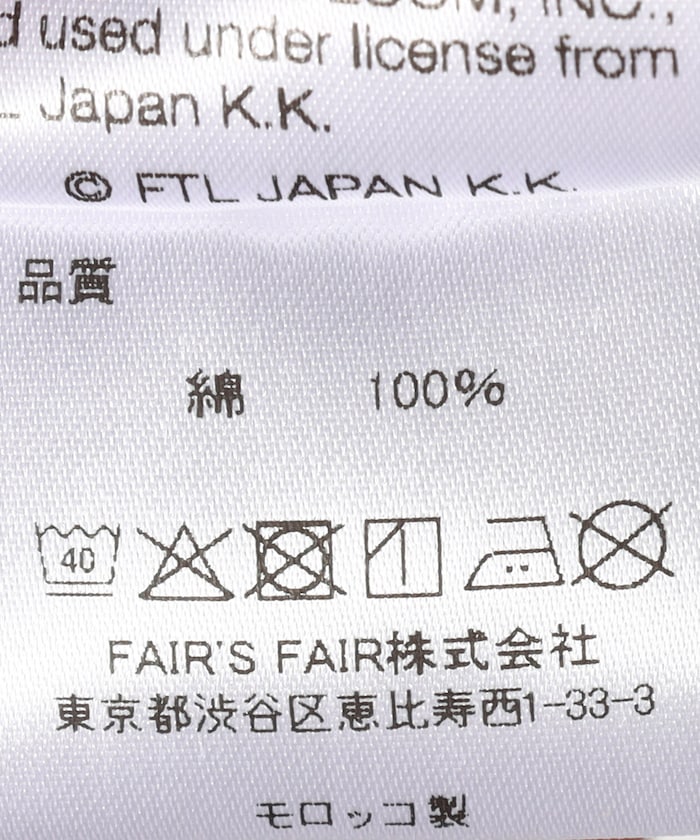 INC.,
d used under license from
Japan K.K.
© FTL JAPAN K.K.
品質
綿 100%
40
FAIR'S FAIR株式会社
東京都渋谷区恵比寿西1-33-3
モロッコ製